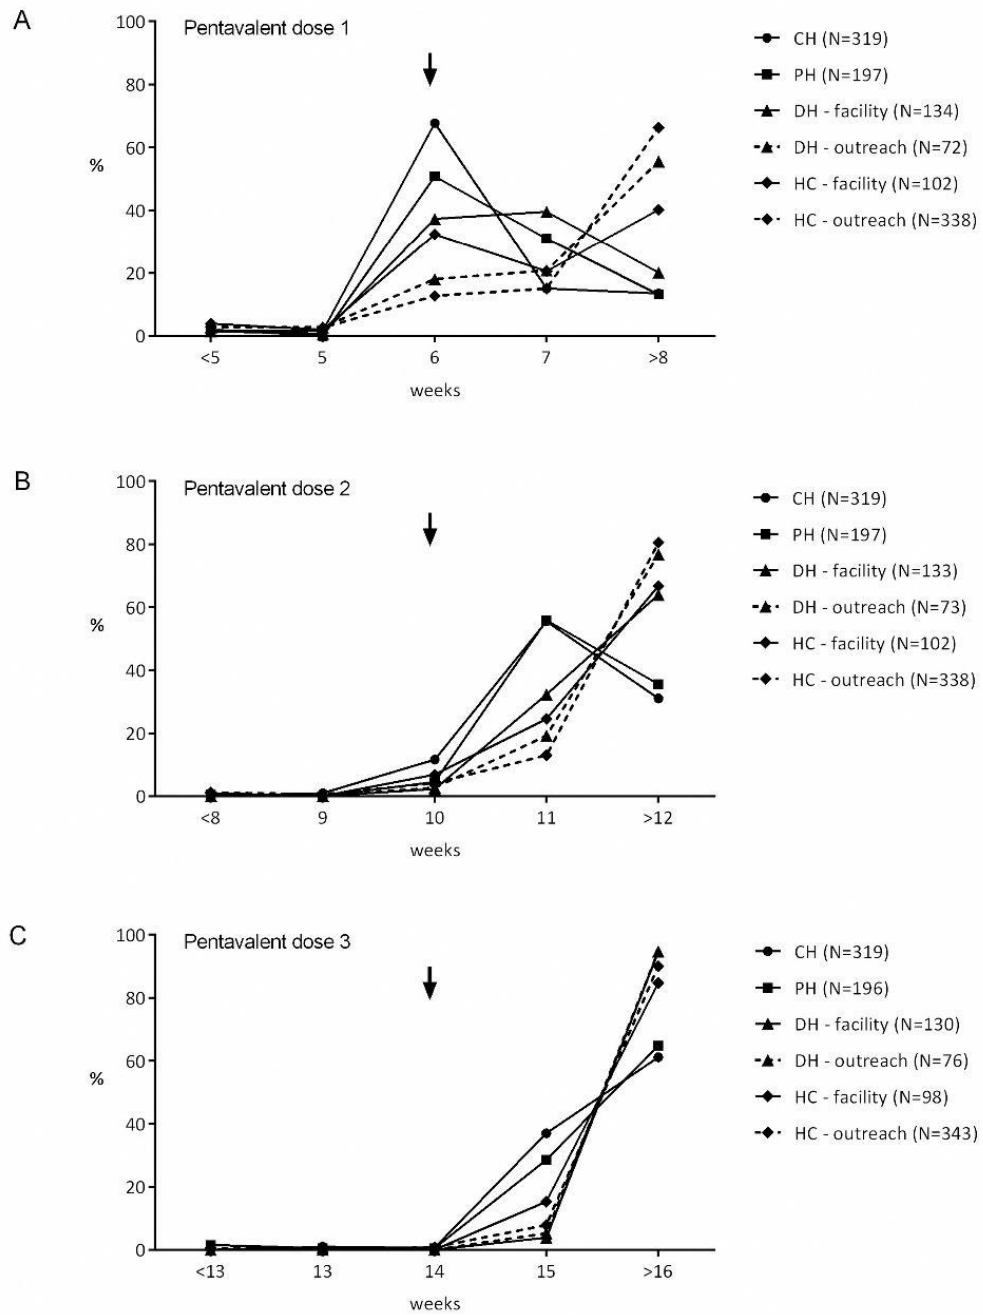 A
Pentavalent dose 1
100
80
60
%
40
20
0
<5 5 6 7 >8
weeks
CH (N=319)
PH (N=197)
DH - facility (N=134)
DH - outreach (N=72)
HC - facility (N=102)
HC - outreach (N=338)
B
Pentavalent dose 2
100
80
60
%
40
20
0
<8 9 10 11 >12
weeks
CH (N=319)
PH (N=197)
DH - facility (N=133)
DH - outreach (N=73)
HC - facility (N=102)
HC - outreach (N=338)
C
Pentavalent dose 3
100
80
60
%
40
20
0
<13 13 14 15 >16
weeks
CH (N=319)
PH (N=196)
DH - facility (N=130)
DH - outreach (N=76)
HC - facility (N=98)
HC - outreach (N=343)